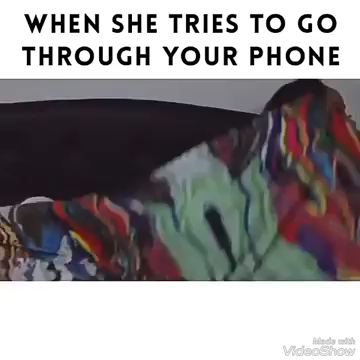 WHEN SHE TRIES TO GO
THROUGH YOUR PHONE
Made with
VideoShow